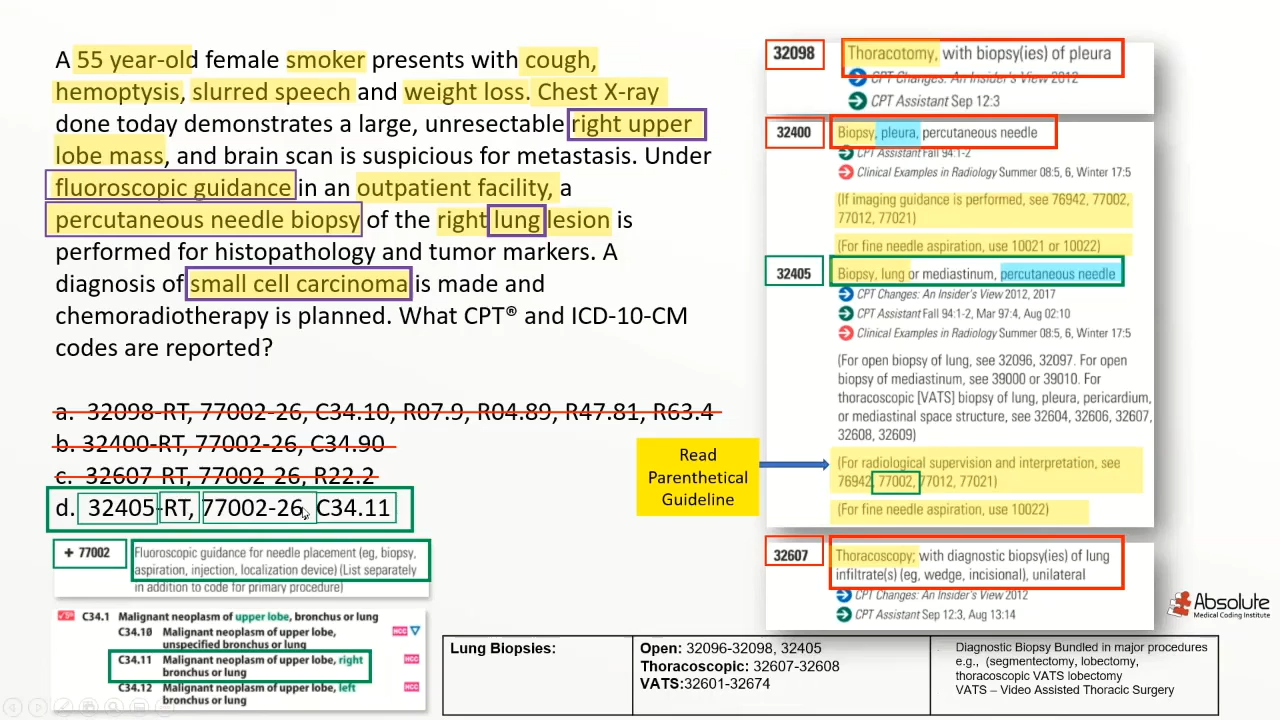 A 55 year-old female smoker presents with cough,
hemoptysis, slurred speech and weight loss. Chest X-ray
done today demonstrates a large, unresectable right upper
lobe mass, and brain scan is suspicious for metastasis. Under
fluoroscopic guidance in an outpatient facility, a
percutaneous needle biopsy of the right lung lesion is
performed for histopathology and tumor markers. A
diagnosis of small cell carcinoma is made and
chemoradiotherapy is planned. What CPT® and ICD-10-CM
codes are reported?
a. 32098-RT, 77002-26, C34.10, R07.9, R04.89, R47.81, R63.4
b. 32400-RT, 77002-26, C34.90
c. 32607-RT, 77002-26, R22.2
d. 32405-RT, 77002-26, C34.11
+ 77002 Fluoroscopic guidance for needle placement (eg, biopsy,
aspiration, injection, localization device) (List separately
in addition to code for primary procedure)
C34.1 Malignant neoplasm of upper lobe, bronchus or lung
C34.10 Malignant neoplasm of upper lobe, HCC
unspecified bronchus or lung
C34.11 Malignant neoplasm of upper lobe, right HCC
bronchus or lung
C34.12 Malignant neoplasm of upper lobe, left HCC
bronchus or lung
32098 Thoracotomy, with biopsy(ies) of pleura
CPT Changes: An Insider's View 2012
CPT Assistant Sep 12:3
32400 Biopsy, pleura, percutaneous needle
CPT Assistant Fall 94:1-2
Clinical Examples in Radiology Summer 08:5, 6, Winter 17:5
(If imaging guidance is performed, see 76942, 77002,
77012, 77021)
(For fine needle aspiration, use 10021 or 10022)
32405 Biopsy, lung or mediastinum, percutaneous needle
CPT Changes: An Insider's View 2012, 2017
CPT Assistant Fall 94:1-2, Mar 97:4, Aug 02:10
Clinical Examples in Radiology Summer 08:5, 6, Winter 17:5
(For open biopsy of lung, see 32096, 32097. For open
biopsy of mediastinum, see 39000 or 39010. For
thoracoscopic [VATS] biopsy of lung, pleura, pericardium,
or mediastinal space structure, see 32604, 32606, 32607,
32608, 32609)
Read
Parenthetical
Guideline
(For radiological supervision and interpretation, see
76942, 77002, 77012, 77021)
(For fine needle aspiration, use 10022)
32607 Thoracoscopy; with diagnostic biopsy(ies) of lung
infiltrate(s) (eg, wedge, incisional), unilateral
CPT Changes: An Insider's View 2012
CPT Assistant Sep 12:3, Aug 13:14
Absolute
Medical Coding Institute
Lung Biopsies:
Open: 32096-32098, 32405
Thoracoscopic: 32607-32608
VATS:32601-32674
Diagnostic Biopsy Bundled in major procedures
e.g., (segmentectomy, lobectomy,
thoracoscopic VATS lobectomy
VATS – Video Assisted Thoracic Surgery